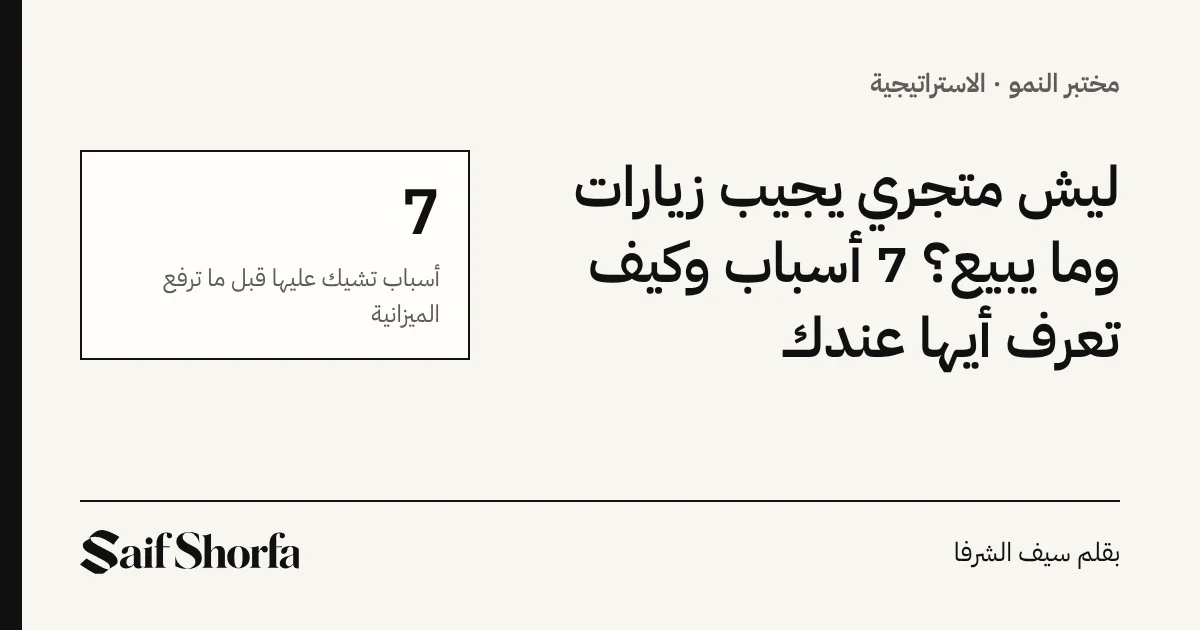 مختبر النمو · الاستراتيجية
ليش متجري يجيب زيارات
وما يبيع؟ 7 أسباب وكيف
تعرف أيها عندك
7
أسباب تشيك عليها قبل ما ترفع
الميزانية
بقلم سيف الشرفا
Saif Shorfa